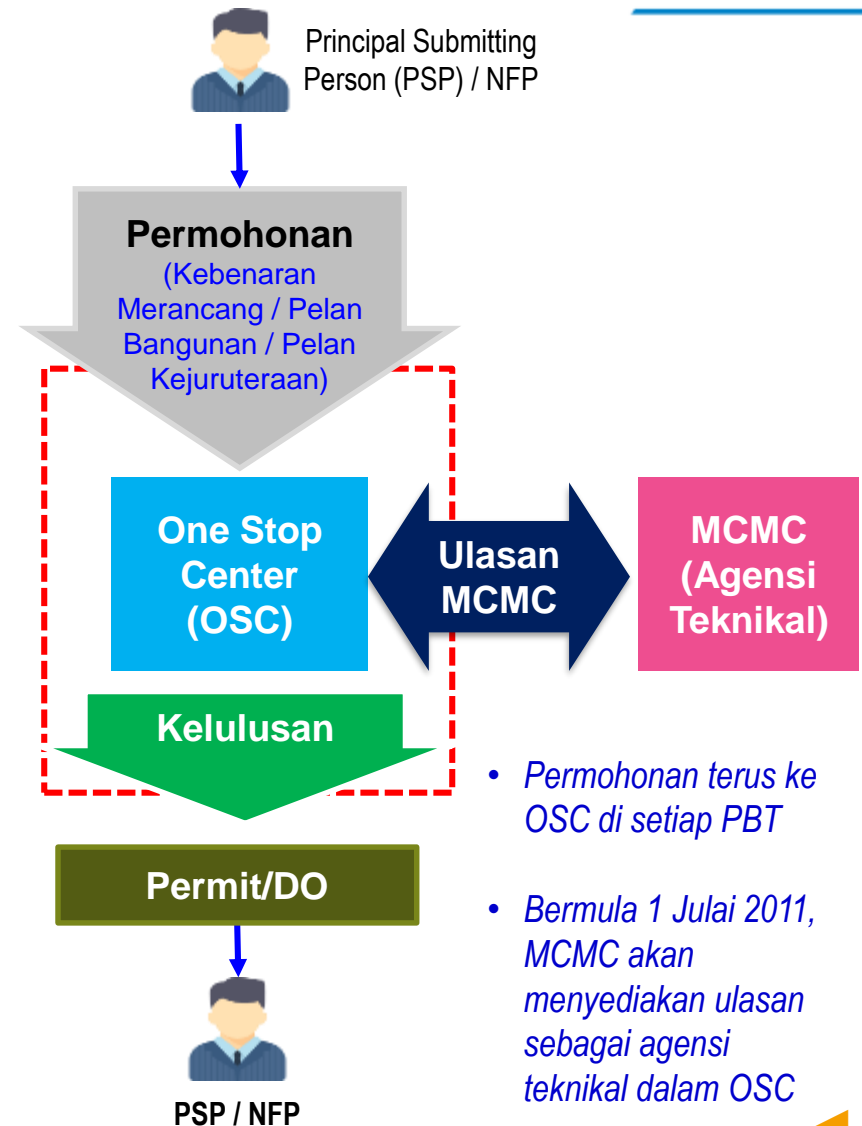 Principal Submitting
Person (PSP) / NFP
Permohonan
(Kebenaran
Merancang / Pelan
Bangunan / Pelan
Kejuruteraan)
One Stop
Center
(OSC)
Ulasan
MCMC
MCMC
(Agensi
Teknikal)
Kelulusan
Permit/DO
PSP / NFP
• Permohonan terus ke
OSC di setiap PBT
• Bermula 1 Julai 2011,
MCMC akan
menyediakan ulasan
sebagai agensi
teknikal dalam OSC